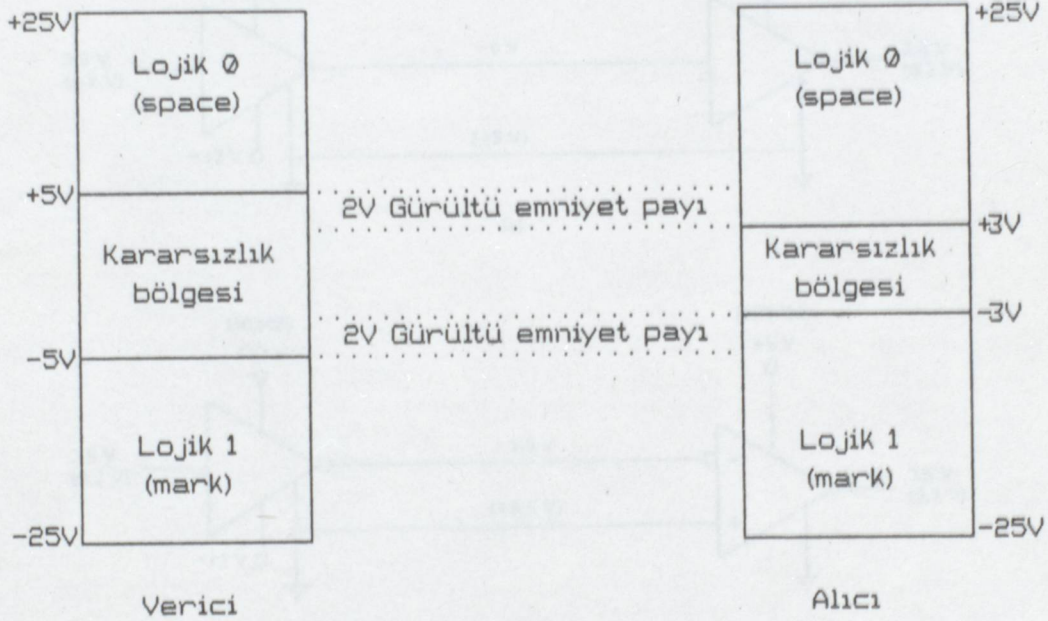 +25V
Lojik 0
(space)
+5V
Kararsızlık
bölgesi
-5V
Lojik 1
(mark)
-25V
Verici
2V Gürültü emniyet payı
2V Gürültü emniyet payı
+25V
Lojik 0
(space)
+3V
Kararsızlık
bölgesi
-3V
Lojik 1
(mark)
-25V
Alıcı